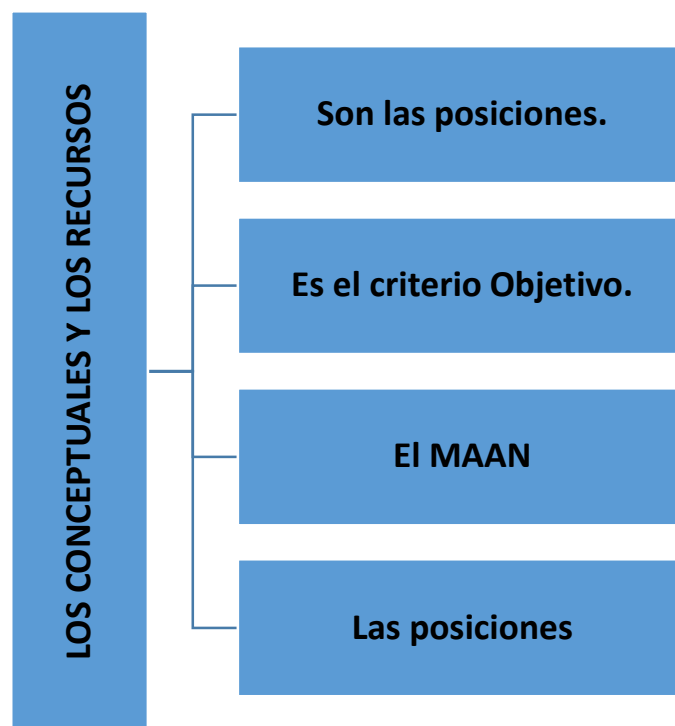 LOS CONCEPTUALES Y LOS RECURSOS
Son las posiciones.
Es el criterio Objetivo.
El MAAN
Las posiciones